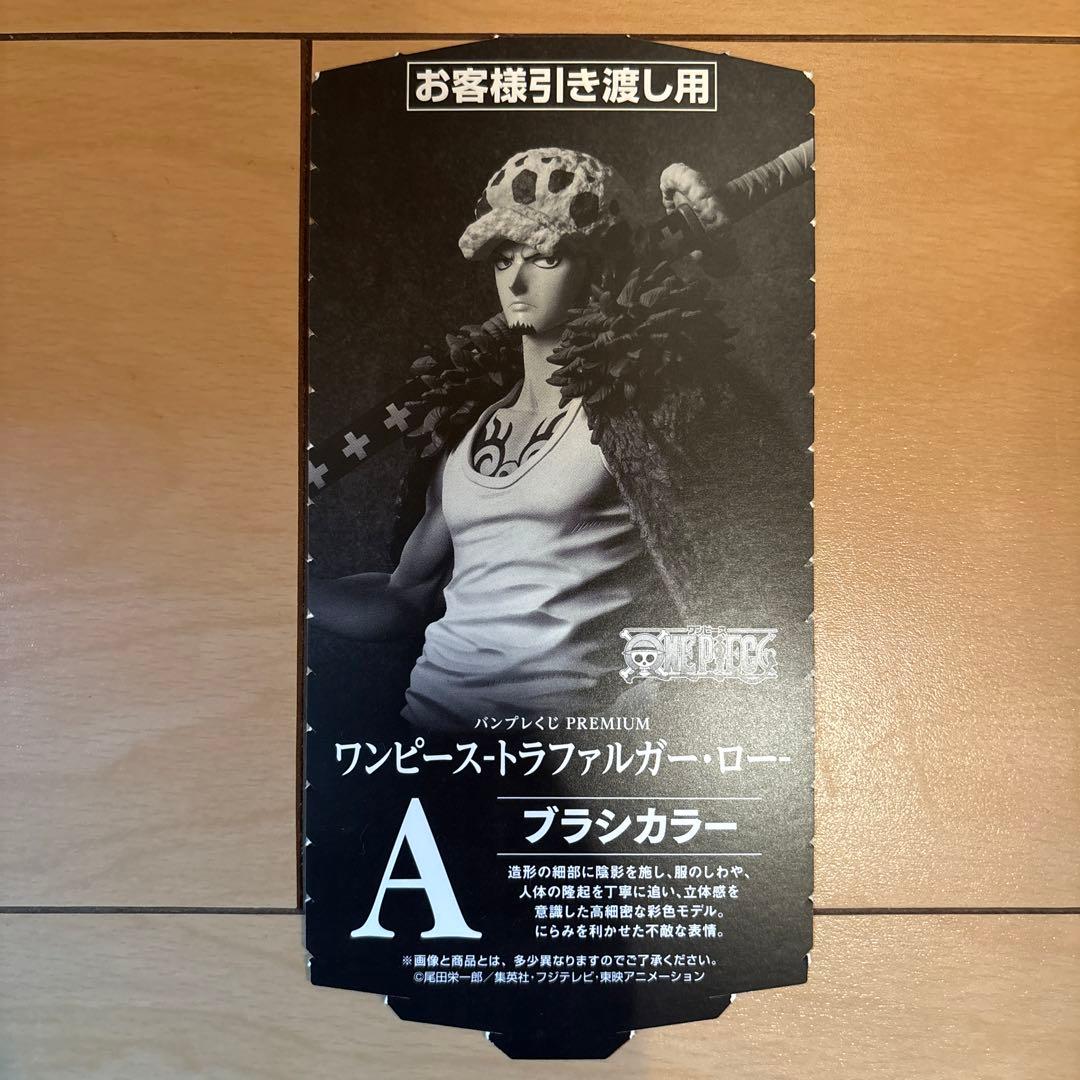 お客様引き渡し用
ワンピース
ONE PIECE
バンプレくじ PREMIUM
ワンピース-トラファルガー・ロー-
A
ブラシカラー
造形の細部に陰影を施し、服のしわや、
人体の隆起を丁寧に追い、立体感を
意識した高細密な彩色モデル。
にらみを利かせた不敵な表情。
※画像と商品とは、多少異なりますのでご了承ください。
©尾田栄一郎／集英社・フジテレビ・東映アニメーション